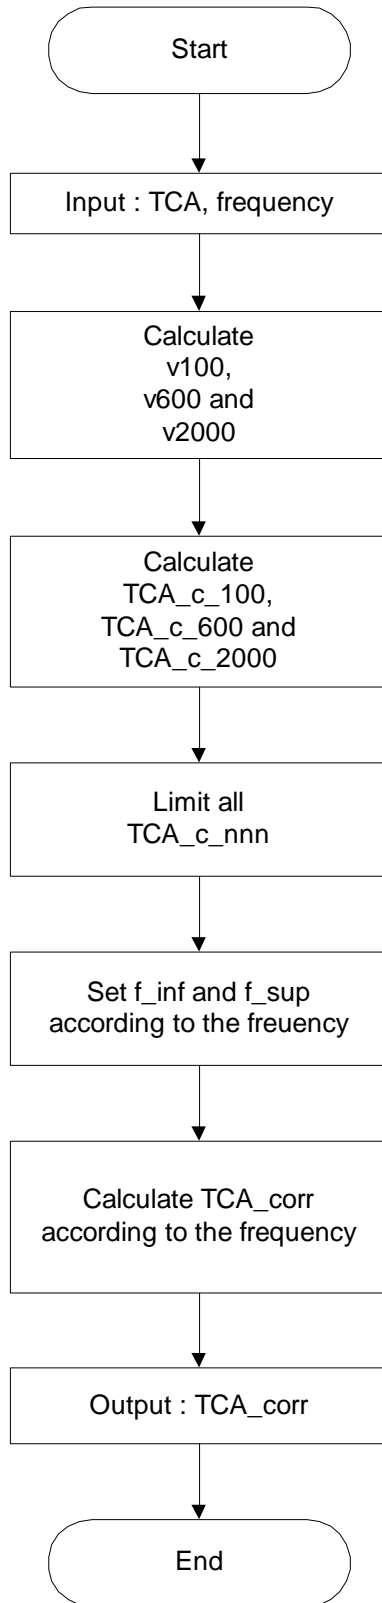 Start
Input : TCA, frequency
Calculate
v100,
v600 and
v2000
Calculate
TCA_c_100,
TCA_c_600 and
TCA_c_2000
Limit all
TCA_c_nnn
Set f_inf and f_sup
according to the freuency
Calculate TCA_corr
according to the frequency
Output : TCA_corr
End